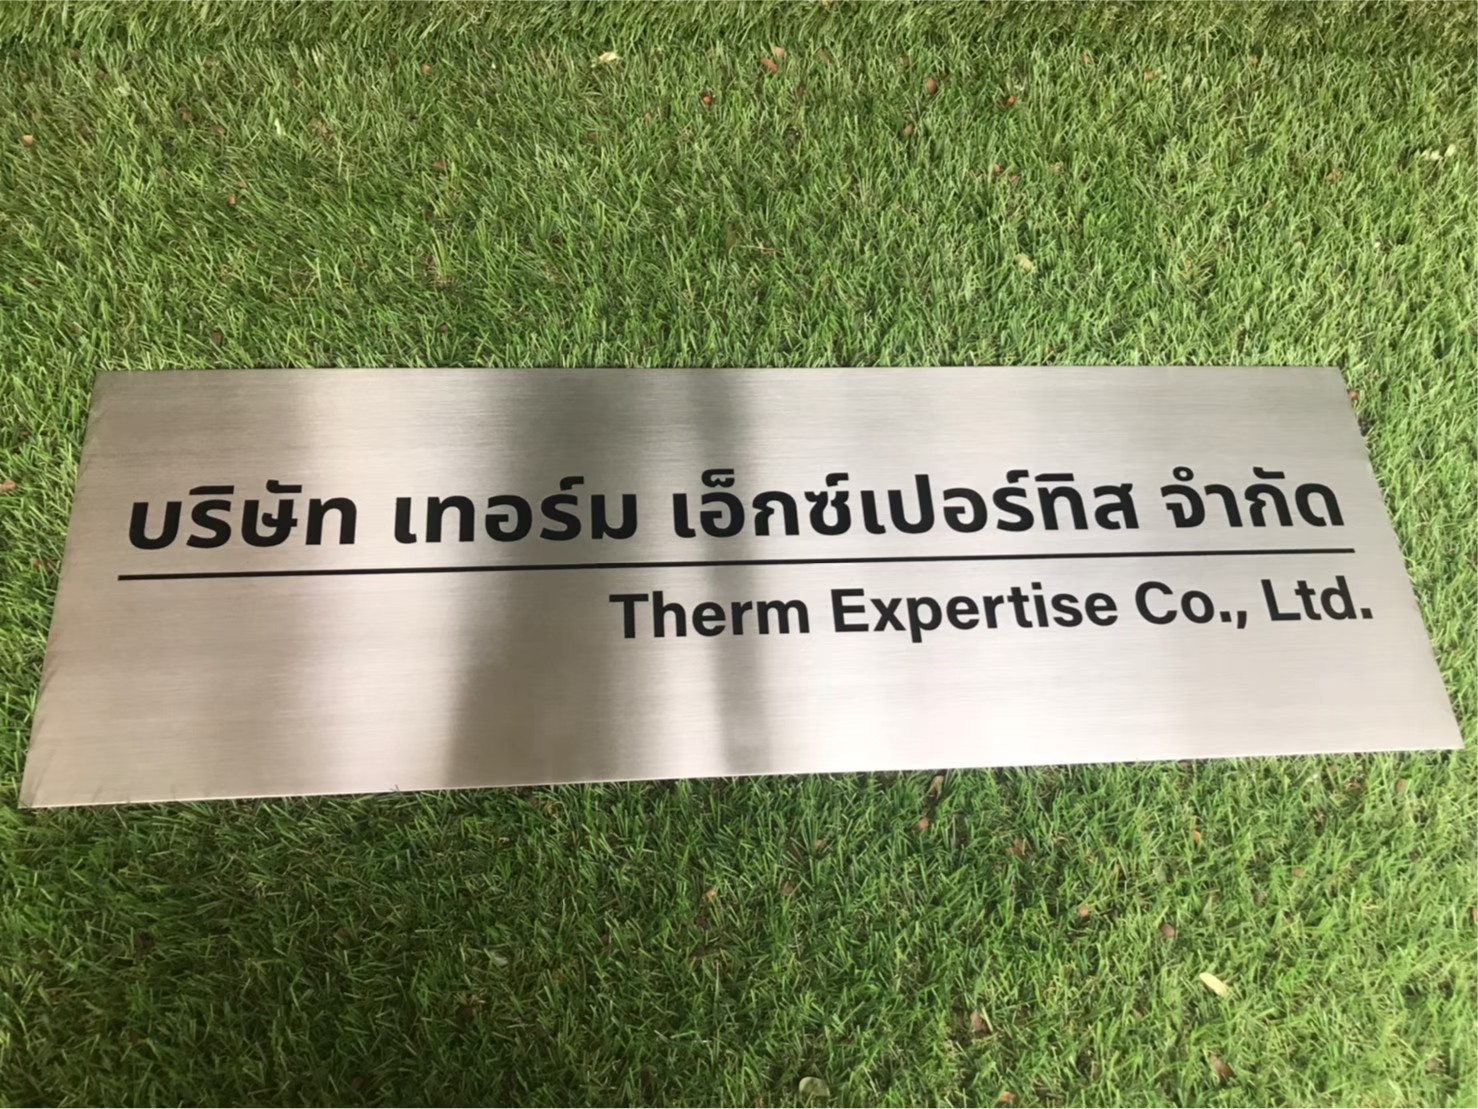 บริษัท เทอร์ม เอ็กซ์เปอร์ทิส จำกัด
Therm Expertise Co., Ltd.